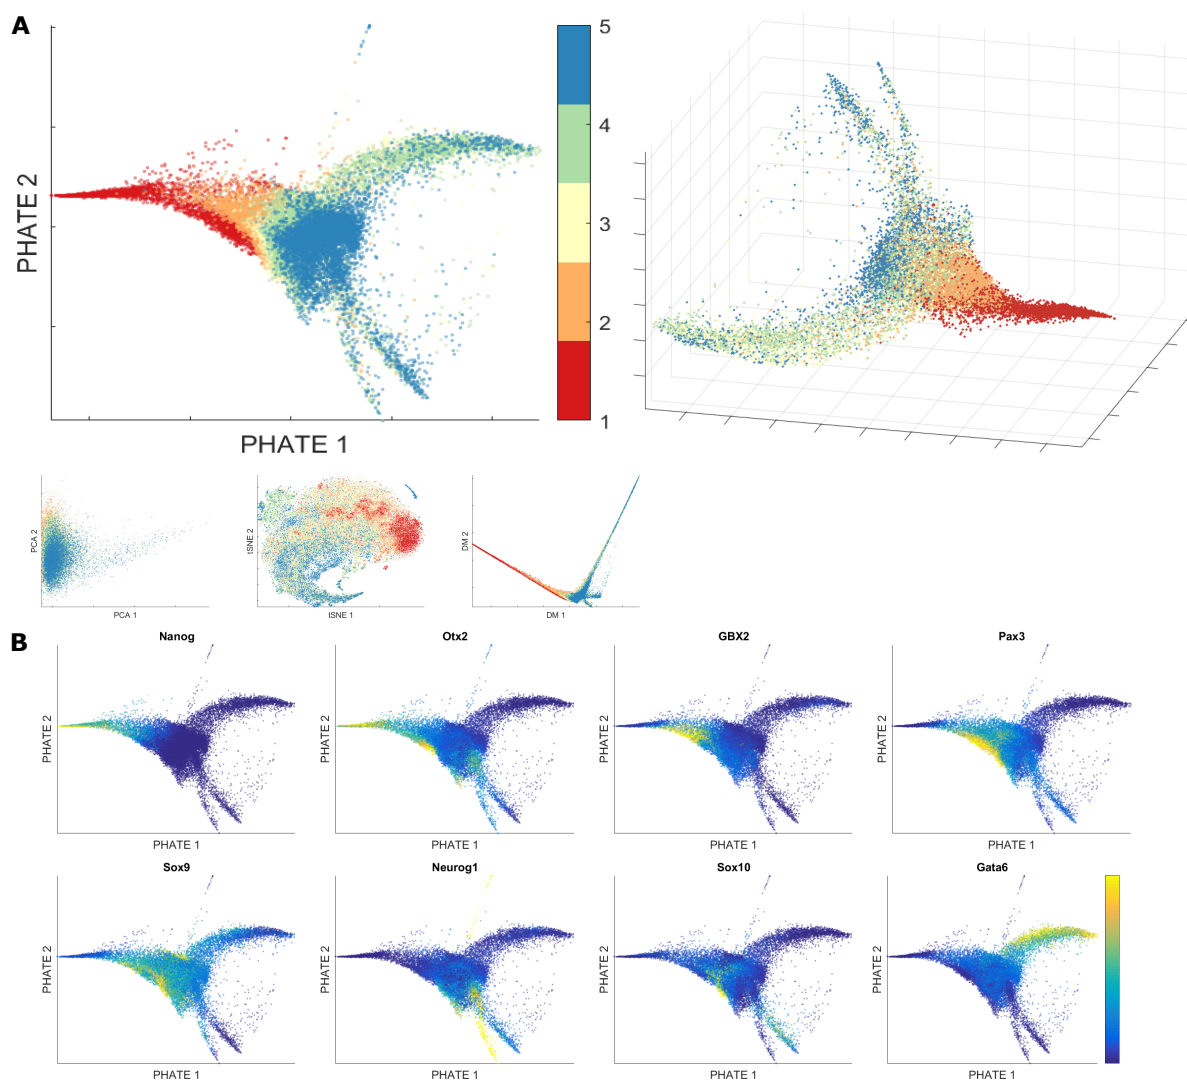 A
PHATE 2
PHATE 1
5
4
3
2
1
PCA 2
PCA 1
tSNE 2
tSNE 1
DM 2
DM 1
B
Nanog
Otx2
GBX2
Pax3
PHATE 2
PHATE 2
PHATE 2
PHATE 2
PHATE 1
PHATE 1
PHATE 1
PHATE 1
Sox9
Neurog1
Sox10
Gata6
PHATE 2
PHATE 2
PHATE 2
PHATE 2
PHATE 1
PHATE 1
PHATE 1
PHATE 1